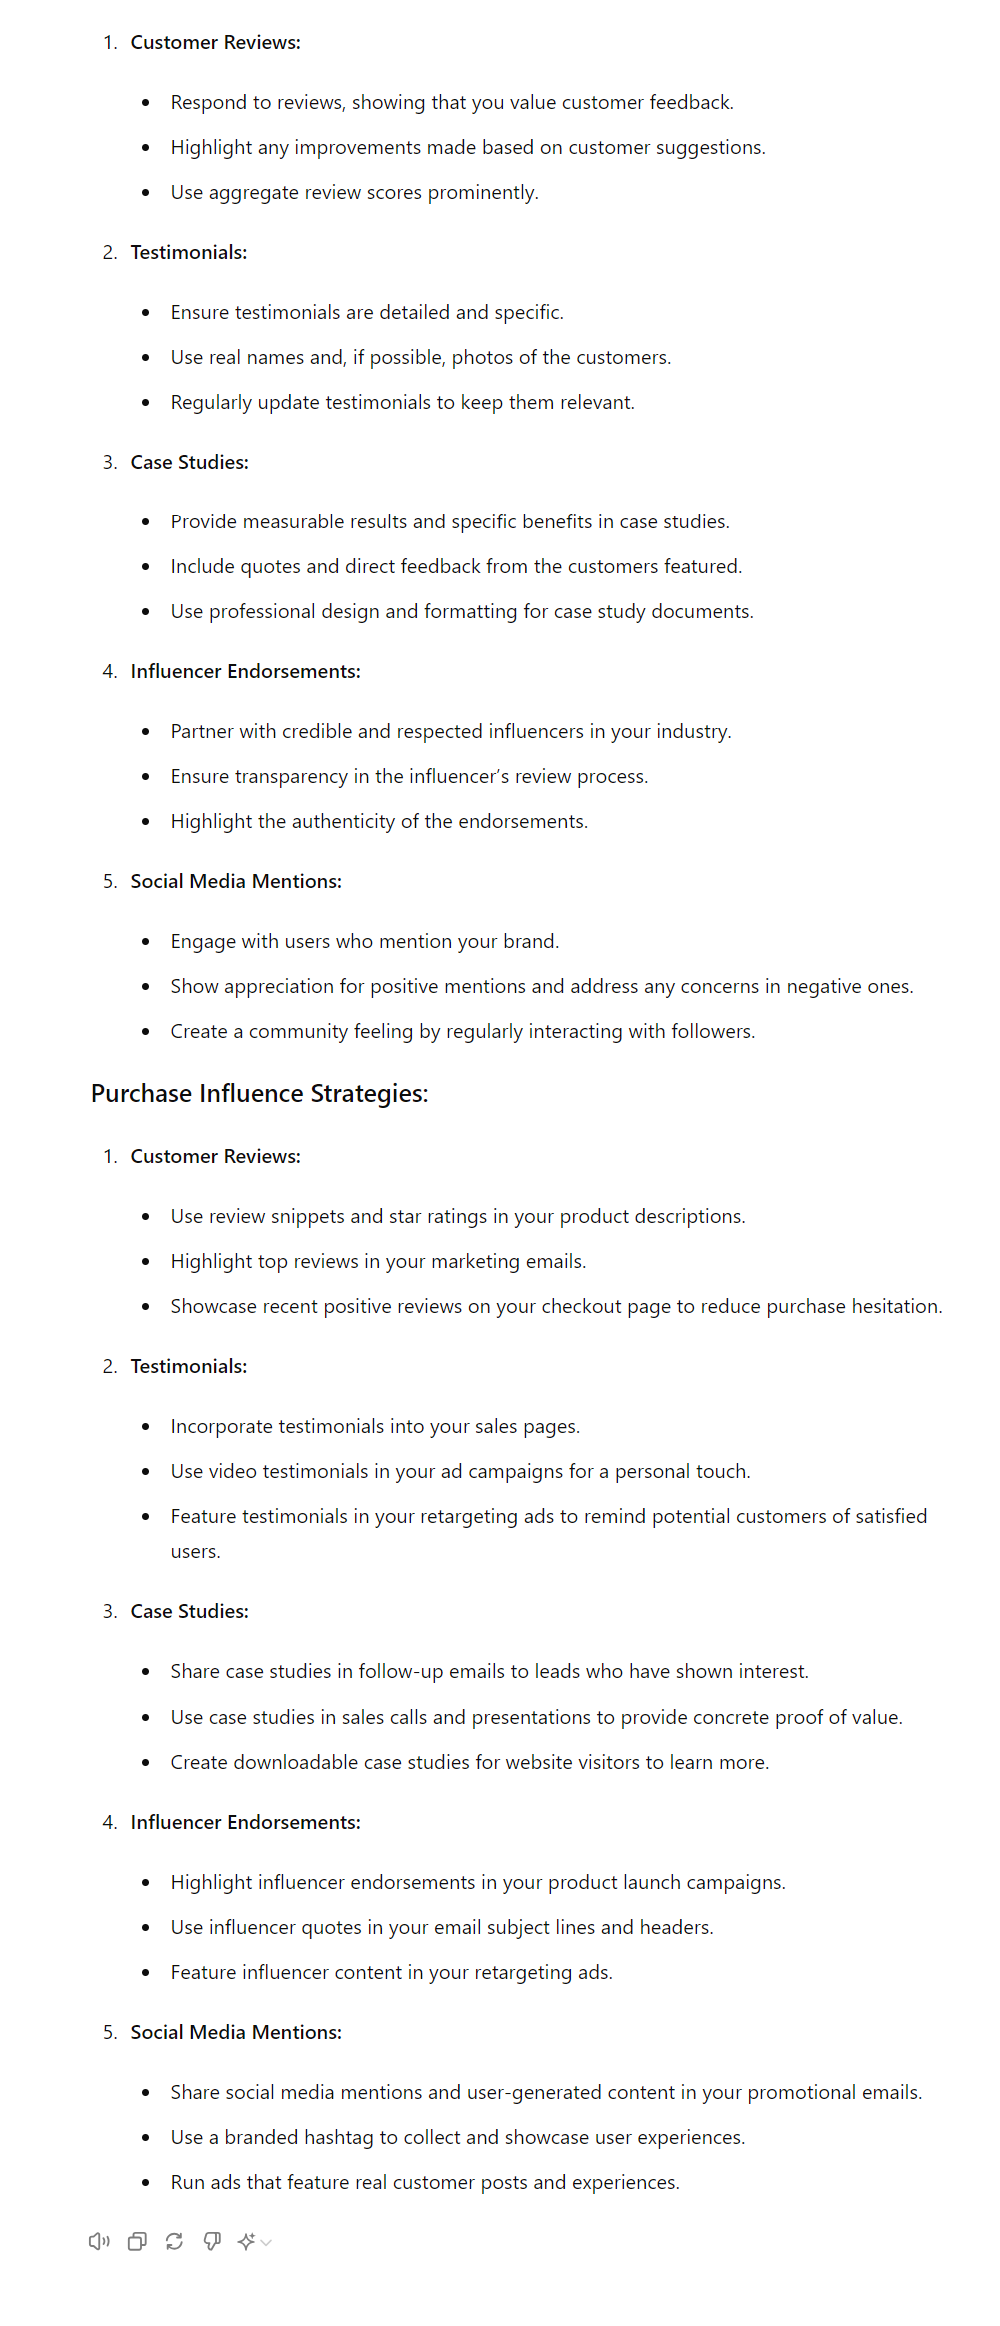 1. Customer Reviews:
• Respond to reviews, showing that you value customer feedback.
• Highlight any improvements made based on customer suggestions.
• Use aggregate review scores prominently.
2. Testimonials:
• Ensure testimonials are detailed and specific.
• Use real names and, if possible, photos of the customers.
• Regularly update testimonials to keep them relevant.
3. Case Studies:
• Provide measurable results and specific benefits in case studies.
• Include quotes and direct feedback from the customers featured.
• Use professional design and formatting for case study documents.
4. Influencer Endorsements:
• Partner with credible and respected influencers in your industry.
• Ensure transparency in the influencer's review process.
• Highlight the authenticity of the endorsements.
5. Social Media Mentions:
• Engage with users who mention your brand.
• Show appreciation for positive mentions and address any concerns in negative ones.
• Create a community feeling by regularly interacting with followers.
Purchase Influence Strategies:
1. Customer Reviews:
• Use review snippets and star ratings in your product descriptions.
• Highlight top reviews in your marketing emails.
• Showcase recent positive reviews on your checkout page to reduce purchase hesitation.
2. Testimonials:
• Incorporate testimonials into your sales pages.
• Use video testimonials in your ad campaigns for a personal touch.
• Feature testimonials in your retargeting ads to remind potential customers of satisfied
users.
3. Case Studies:
• Share case studies in follow-up emails to leads who have shown interest.
• Use case studies in sales calls and presentations to provide concrete proof of value.
• Create downloadable case studies for website visitors to learn more.
4. Influencer Endorsements:
• Highlight influencer endorsements in your product launch campaigns.
• Use influencer quotes in your email subject lines and headers.
• Feature influencer content in your retargeting ads.
5. Social Media Mentions:
• Share social media mentions and user-generated content in your promotional emails.
• Use a branded hashtag to collect and showcase user experiences.
• Run ads that feature real customer posts and experiences.